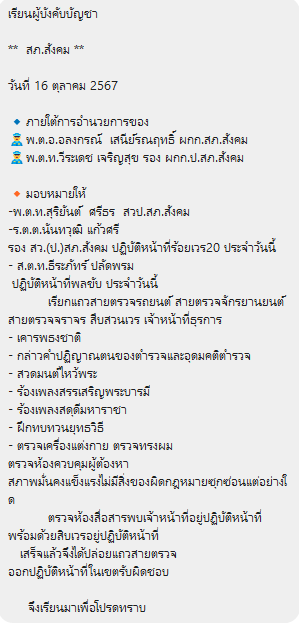 เรียนผู้บังคับบัญชา
** สภ.สังคม **
วันที่ 16 ตุลาคม 2567
🔹ภายใต้การอำนวยการของ
👮พ.ต.อ.อลงกรณ์ เสนีย์รณฤทธิ์ ผกก.สภ.สังคม
👮พ.ต.ท.วีระเดช เจริญสุข รอง ผกก.ป.สภ.สังคม
🔸มอบหมายให้
-พ.ต.ท.สุริยันต์ ศรีธร สวป.สภ.สังคม
-ร.ต.ต.นันทวุฒิ แก้วศรี
รอง สว.(ป.)สภ.สังคม ปฏิบัติหน้าที่ร้อยเวร20 ประจำวันนี้
- ส.ต.ท.ธีระภัทร์ ปลัดพรม
ปฏิบัติหน้าที่พลขับ ประจำวันนี้
เรียกแถวสายตรวจรถยนต์ สายตรวจจักรยานยนต์
สายตรวจจราจร สืบสวนเวร เจ้าหน้าที่ธุรการ
- เคารพธงชาติ
- กล่าวคำปฏิญาณตนของตำรวจและอุดมคติตำรวจ
- สวดมนต์ไหว้พระ
- ร้องเพลงสรรเสริญพระบารมี
- ร้องเพลงสดุดีมหาราชา
- ฝึกทบทวนยุทธวิธี
- ตรวจเครื่องแต่งกาย ตรวจทรงผม
ตรวจห้องควบคุมผู้ต้องหา
สภาพมั่นคงแข็งแรงไม่มีสิ่งของผิดกฎหมายซุกซ่อนแต่อย่างใ
ด
ตรวจห้องสื่อสารพบเจ้าหน้าที่อยู่ปฏิบัติหน้าที่
พร้อมด้วยสิบเวรอยู่ปฏิบัติหน้าที่
เสร็จแล้วจึงได้ปล่อยแถวสายตรวจ
ออกปฏิบัติหน้าที่ในเขตรับผิดชอบ
จึงเรียนมาเพื่อโปรดทราบ